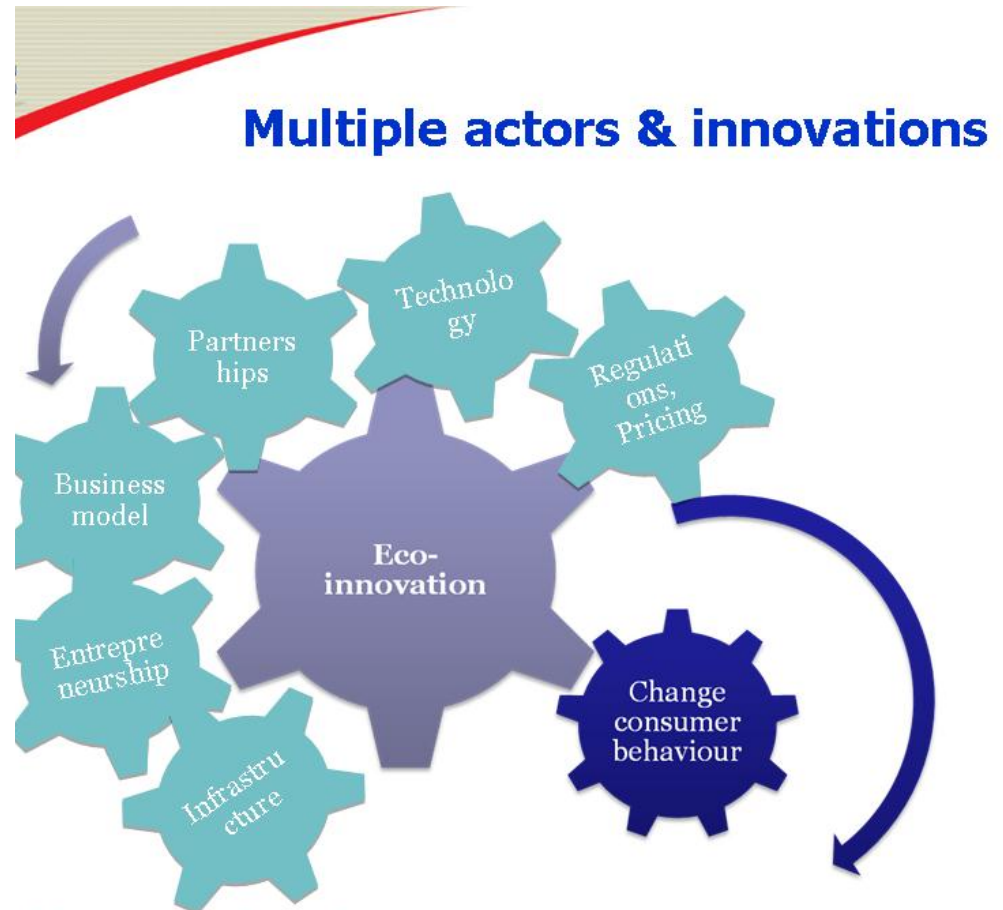 Multiple actors & innovations
Technolo
gy
Partners
hips
Regulati
ons,
Pricing
Business
model
Eco-
innovation
Entrepre
neurship
Change
consumer
behaviour
Infrastru
cture